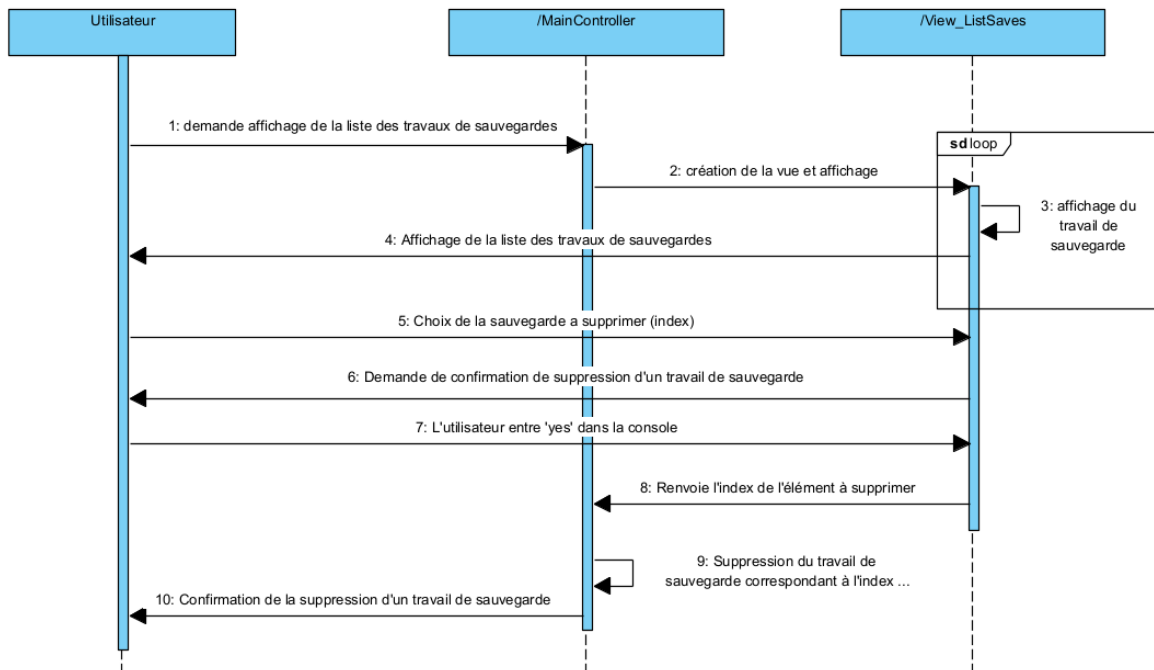 Utilisateur
/MainController
/View_ListSaves
1: demande affichage de la liste des travaux de sauvegardes
sd loop
2: création de la vue et affichage
3: affichage du
travail de
sauvegarde
4: Affichage de la liste des travaux de sauvegardes
5: Choix de la sauvegarde a supprimer (index)
6: Demande de confirmation de suppression d'un travail de sauvegarde
7: L'utilisateur entre 'yes' dans la console
8: Renvoie l'index de l'élément à supprimer
9: Suppression du travail de
sauvegarde correspondant à l'index ...
10: Confirmation de la suppression d'un travail de sauvegarde